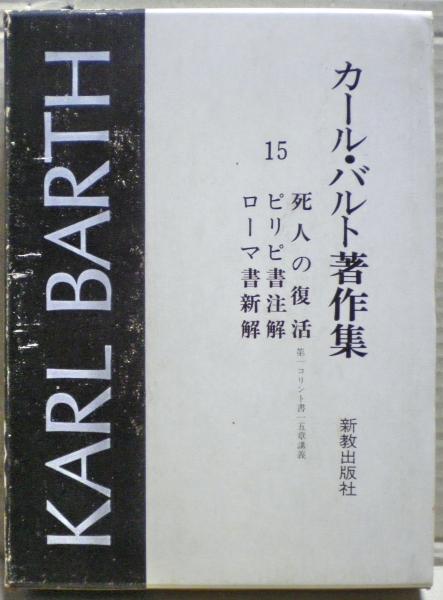 KARL BARTH
カール・バルト著作集
15
死人の復活 第一コリント書一五章講義
ピリピ書注解
ローマ書新解
新教出版社